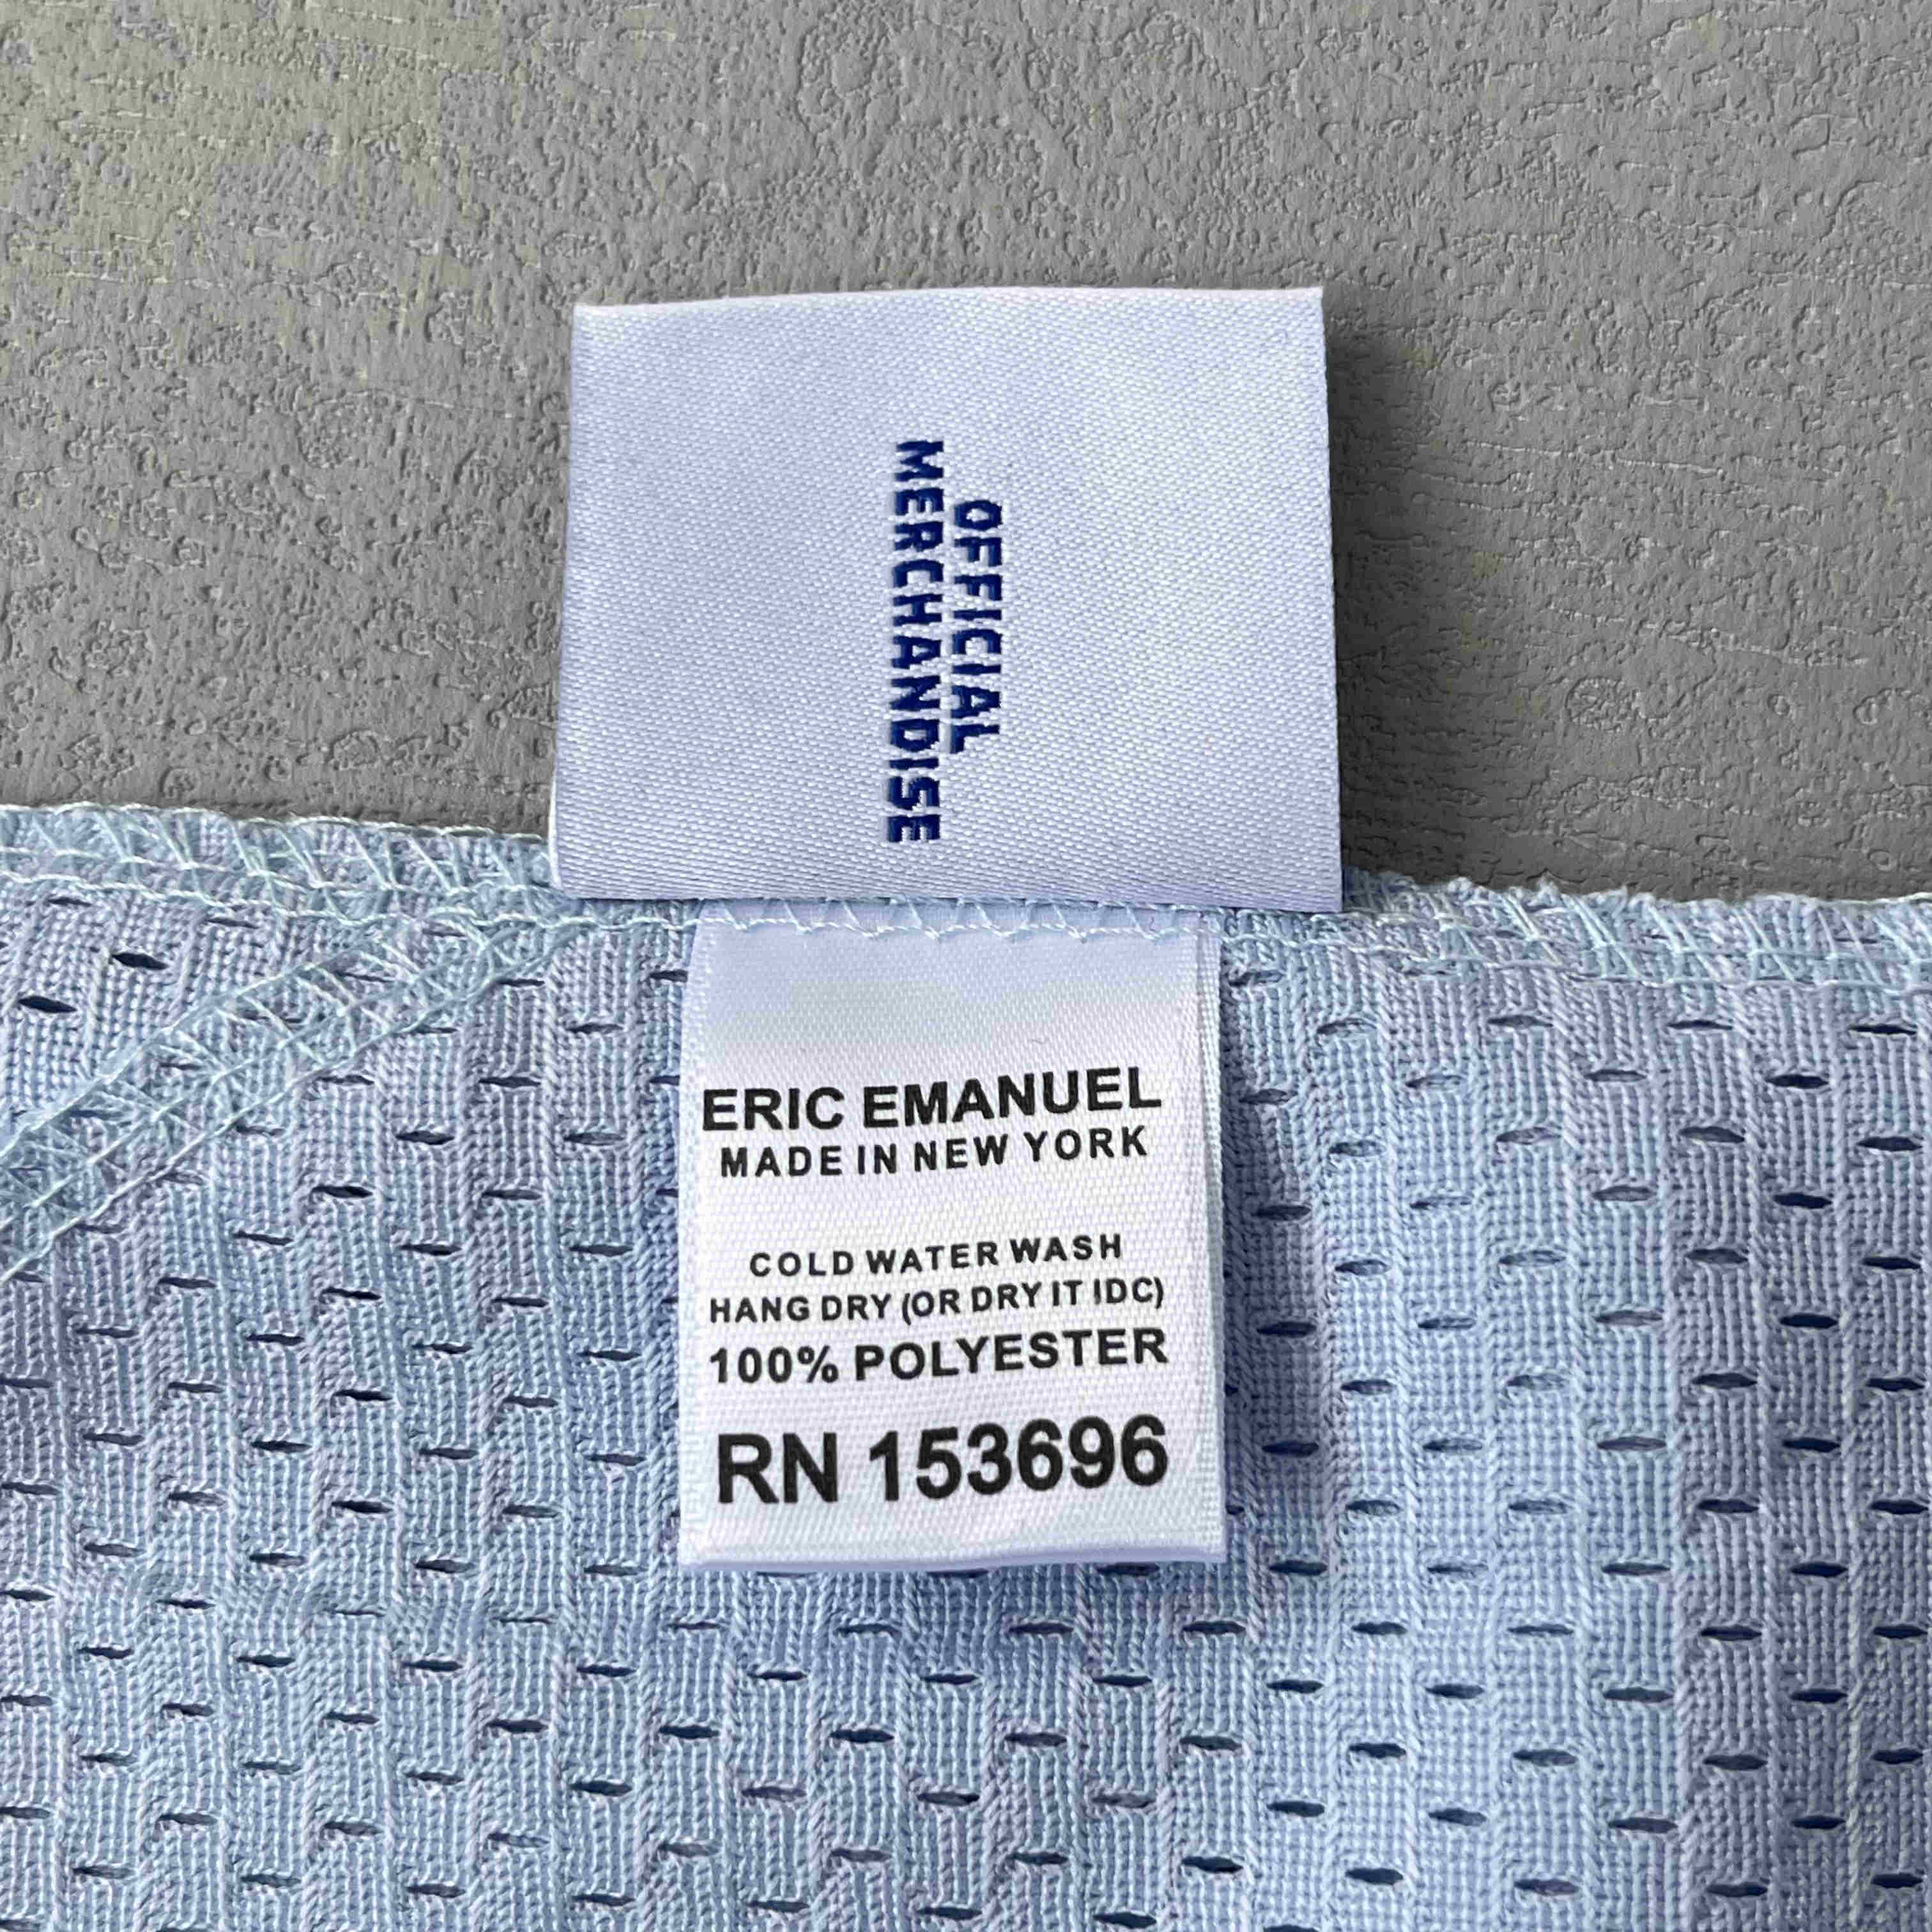 OFFICIAL
MERCHANDISE
ERIC EMANUEL
MADE IN NEW YORK
COLD WATER WASH
HANG DRY (OR DRY IT IDC)
100% POLYESTER
RN 153696